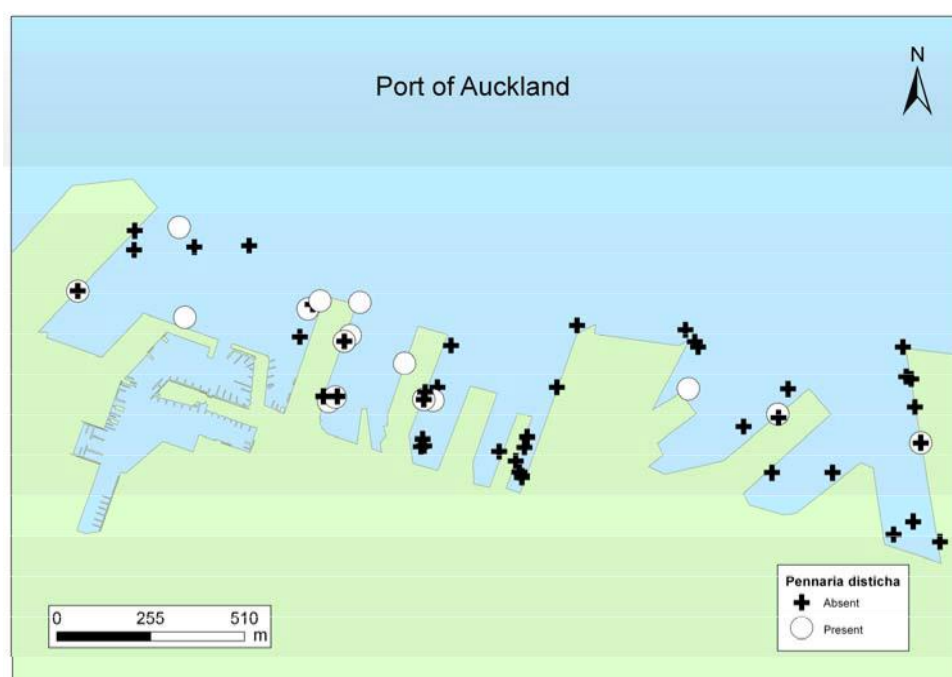 Port of Auckland
N
Pennaria disticha
Absent
Present
0 255 510
m